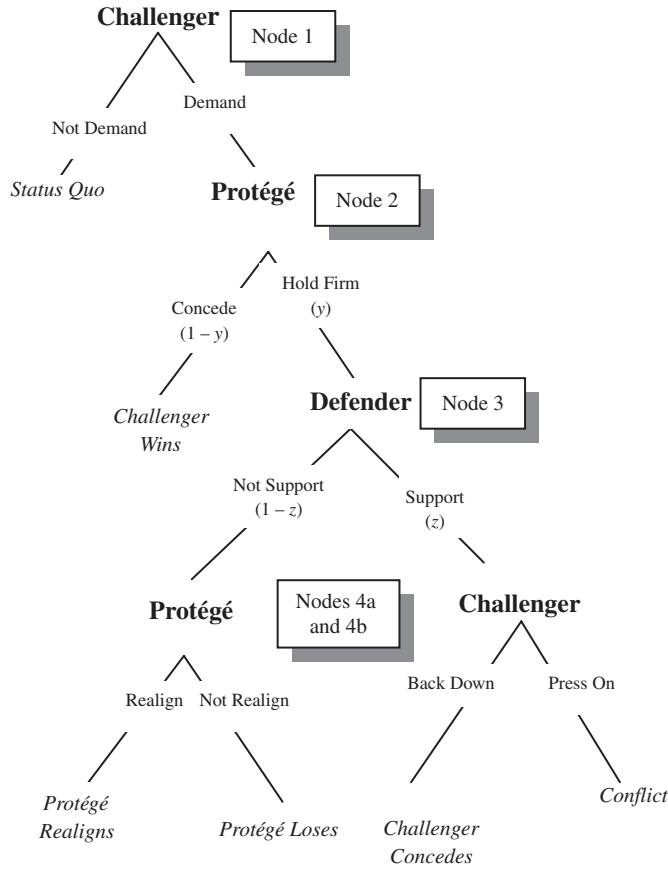 Challenger
Node 1
Demand
Not Demand
Status Quo
Protégé
Node 2
Hold Firm
(y)
Concede
(1 – y)
Challenger
Wins
Defender
Node 3
Not Support
(1 – z)
Support
(z)
Protégé
Nodes 4a
and 4b
Challenger
Realign
Not Realign
Back Down
Press On
Protégé
Realigns
Protégé Loses
Challenger
Concedes
Conflict